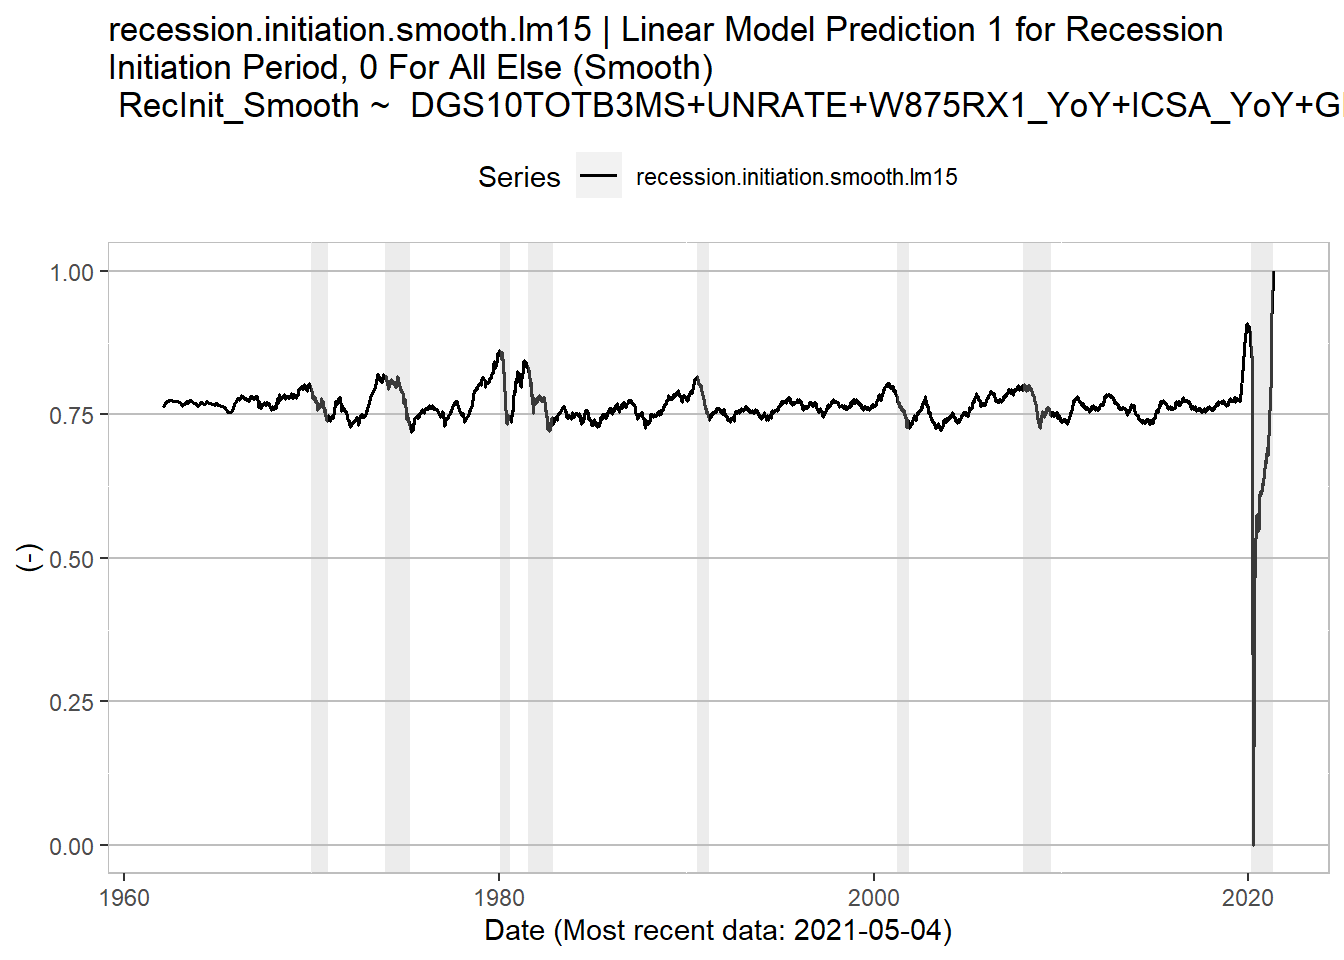 recession.initiation.smooth.lm15 | Linear Model Prediction 1 for Recession
Initiation Period, 0 For All Else (Smooth)
RecInit_Smooth ~ DGS10TOTB3MS+UNRATE+W875RX1_YoY+ICSA_YoY+G
Series
recession.initiation.smooth.lm15
1.00
0.75
0.50
0.25
0.00
(-)
1960
1980
2000
2020
Date (Most recent data: 2021-05-04)